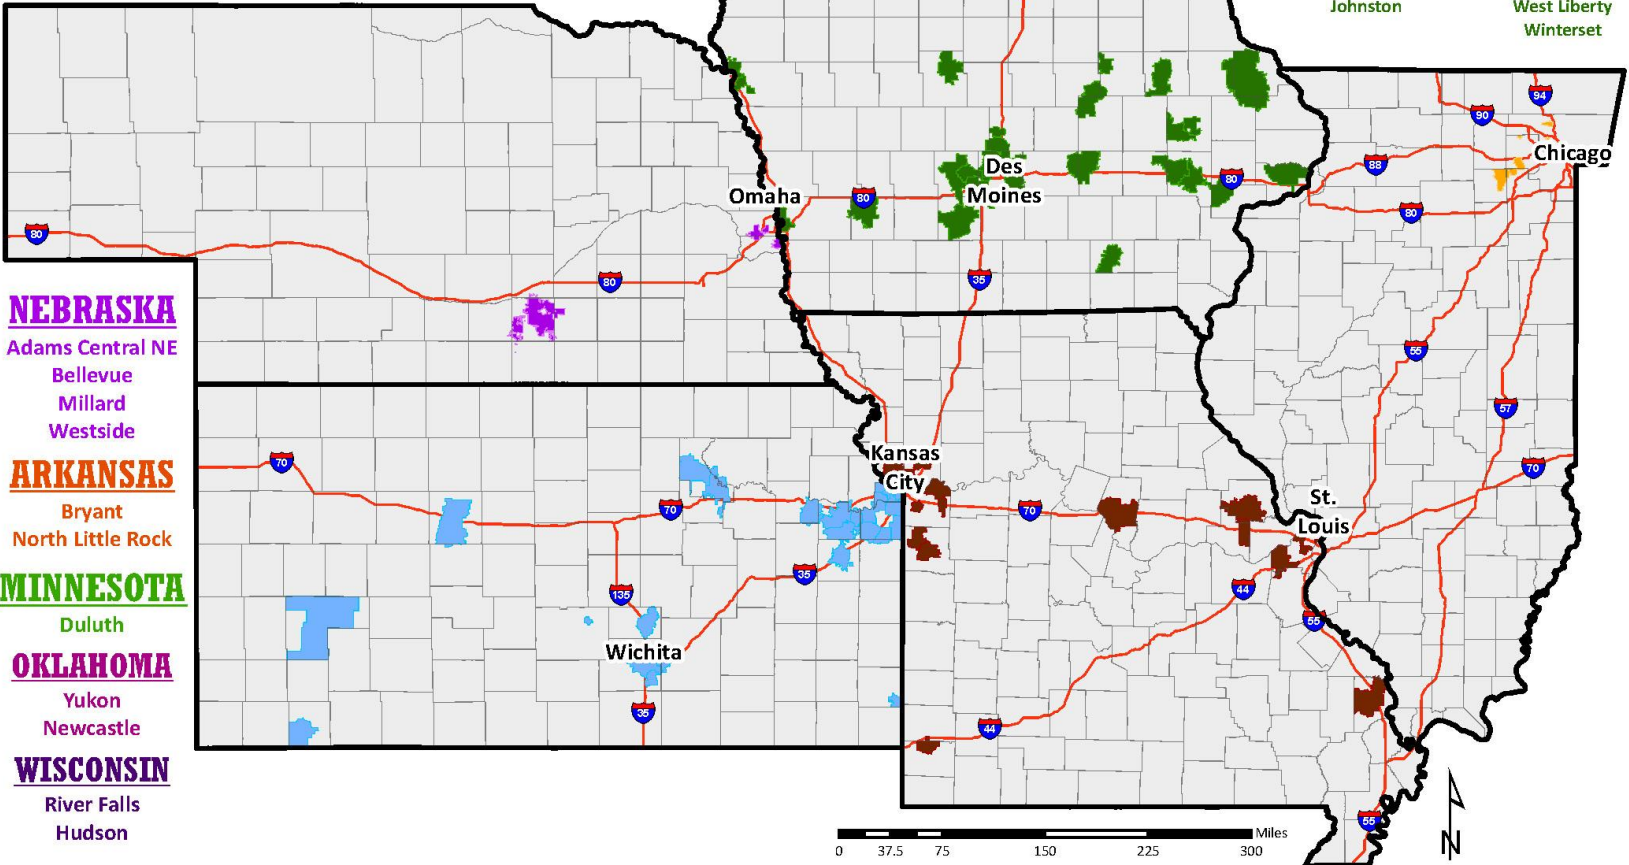 Johnston
West Liberty
Winterset
94
90
Chicago
88
Des
Moines
80
Omaha
80
80
80
80
35
NEBRASKA
Adams Central NE
Bellevue
Millard
Westside
55
57
ARKANSAS
Bryant
North Little Rock
70
Kansas
City
70
St.
Louis
70
70
MINNESOTA
Duluth
35
135
44
55
Wichita
OKLAHOMA
Yukon
Newcastle
35
44
WISCONSIN
River Falls
Hudson
55
Miles
0 37.5 75 150 225 300
N